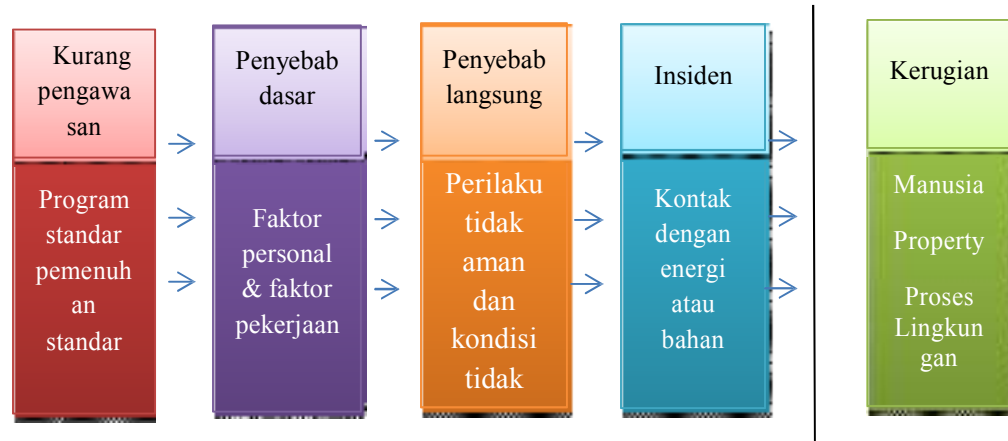 Kurang
pengawa
san
Program
standar
pemenuh
an
standar
Penyebab
dasar
Faktor
personal
& faktor
pekerjaan
Penyebab
langsung
Perilaku
tidak
aman
dan
kondisi
tidak
Insiden
Kontak
dengan
energi
atau
bahan
Kerugian
Manusia
Property
Proses
Lingkun
gan